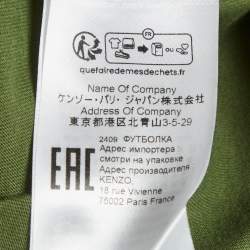 FR
quefairedemesdechets.fr
Name Of Company
ケンゾー・パリ・ジャパン株式会社
Address Of Company
東京都港区北青山3-5-29
2409 ФУТБОЛКА
Адрес импортера
смотри на упаковке
Адрес производителя
KENZO,
18 rue Vivienne
75002 Paris France
EAC